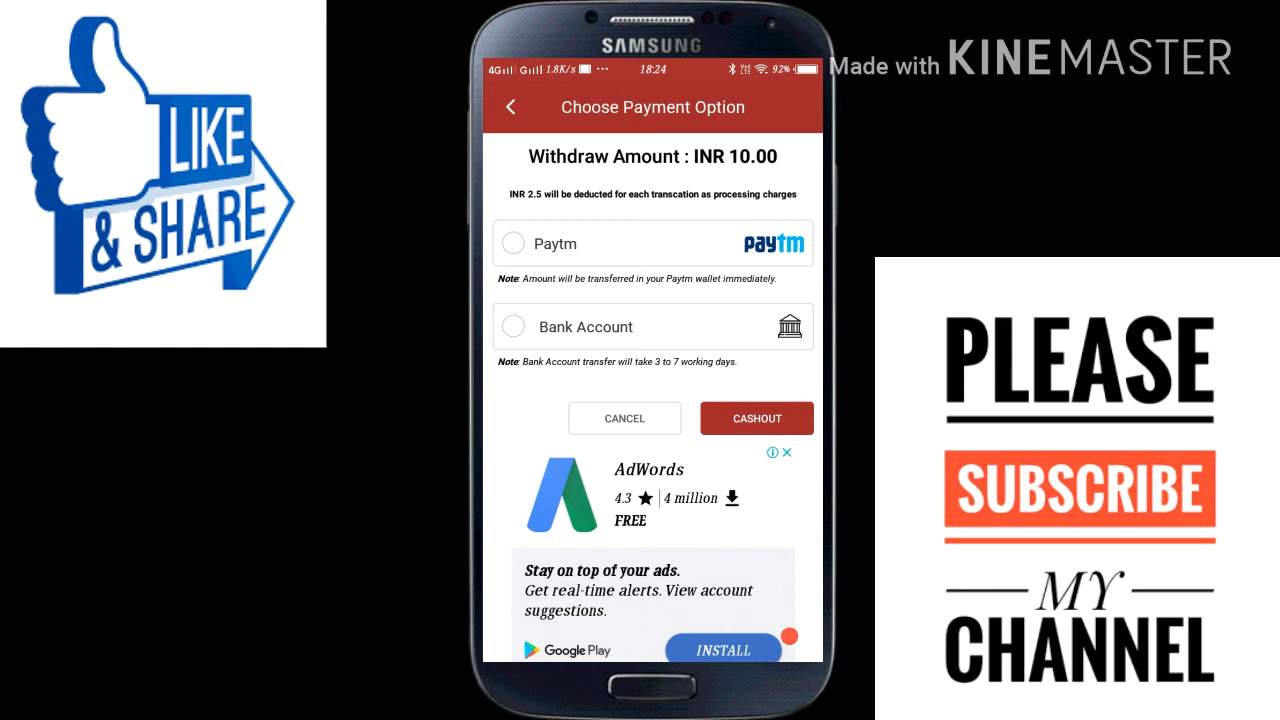 LIKE
& SHARE
SAMSUNG
4G G 1.8K/s ••• 18:24 92%
Made with KINEMASTER
Choose Payment Option
Withdraw Amount : INR 10.00
INR 2.5 will be deducted for each transcation as processing charges
Paytm paytm
Note: Amount will be transferred in your Paytm wallet immediately.
Bank Account
Note: Bank Account transfer will take 3 to 7 working days.
CANCEL CASHOUT
AdWords
4.3 ★ | 4 million
FREE
Stay on top of your ads.
Get real-time alerts. View account
suggestions.
Google Play INSTALL
PLEASE
SUBSCRIBE
MY
CHANNEL